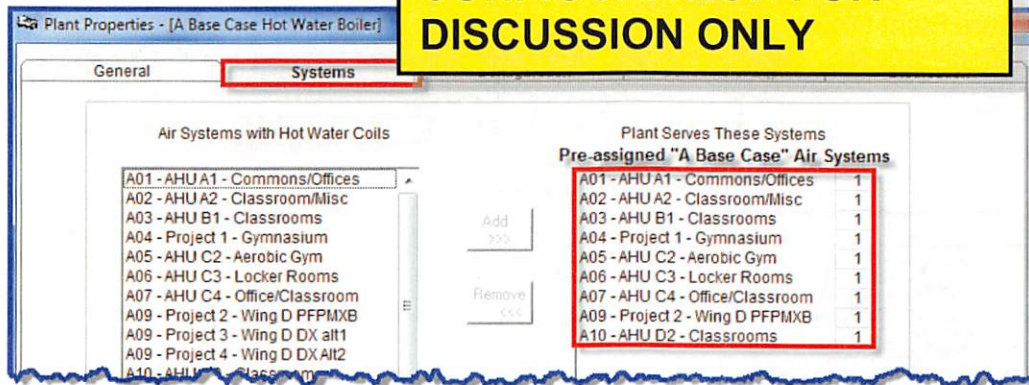 Plant Properties - [A Base Case Hot Water Boiler]
DISCUSSION ONLY
General
Systems
Air Systems with Hot Water Coils
Plant Serves These Systems
Pre-assigned "A Base Case" Air Systems
A01 - AHU A1 - Commons/Offices
A02 - AHU A2 - Classroom/Misc
A03 - AHU B1 - Classrooms
A04 - Project 1 - Gymnasium
A05 - AHU C2 - Aerobic Gym
A06 - AHU C3 - Locker Rooms
A07 - AHU C4 - Office/Classroom
A09 - Project 2 - Wing D PFPMXB
A09 - Project 3 - Wing D DX alt1
A09 - Project 4 - Wing D DX Alt2
A10 - AHU
Add
>>>
Remove
<<<
A01 - AHU A1 - Commons/Offices 1
A02 - AHU A2 - Classroom/Misc 1
A03 - AHU B1 - Classrooms 1
A04 - Project 1 - Gymnasium 1
A05 - AHU C2 - Aerobic Gym 1
A06 - AHU C3 - Locker Rooms 1
A07 - AHU C4 - Office/Classroom 1
A09 - Project 2 - Wing D PFPMXB 1
A10 - AHU D2 - Classrooms 1